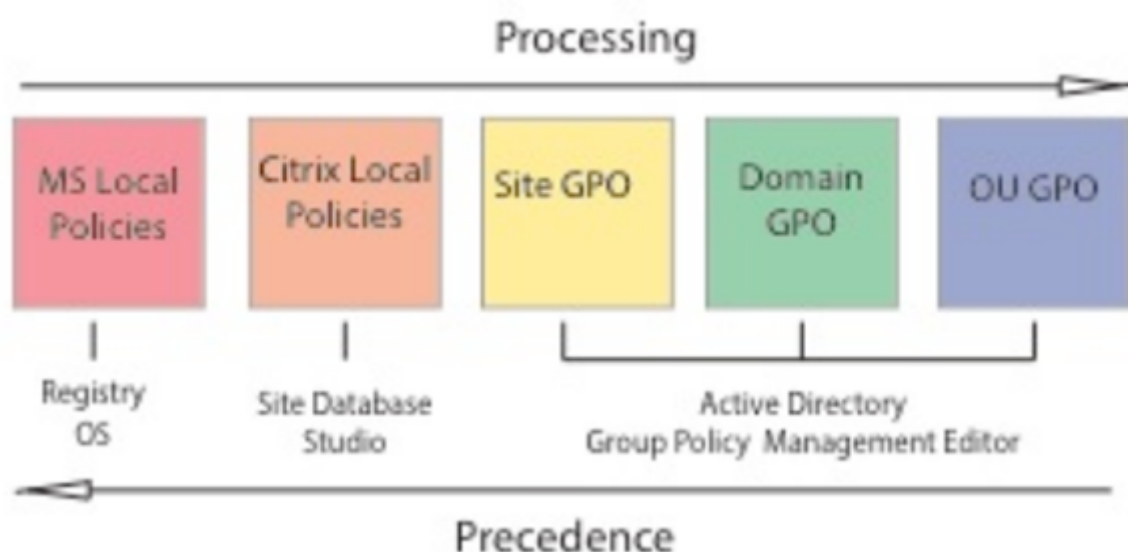 Processing
MS Local
Policies
Citrix Local
Policies
Site GPO
Domain
GPO
OU GPO
Registry
OS
Site Database
Studio
Active Directory
Group Policy Management Editor
Precedence